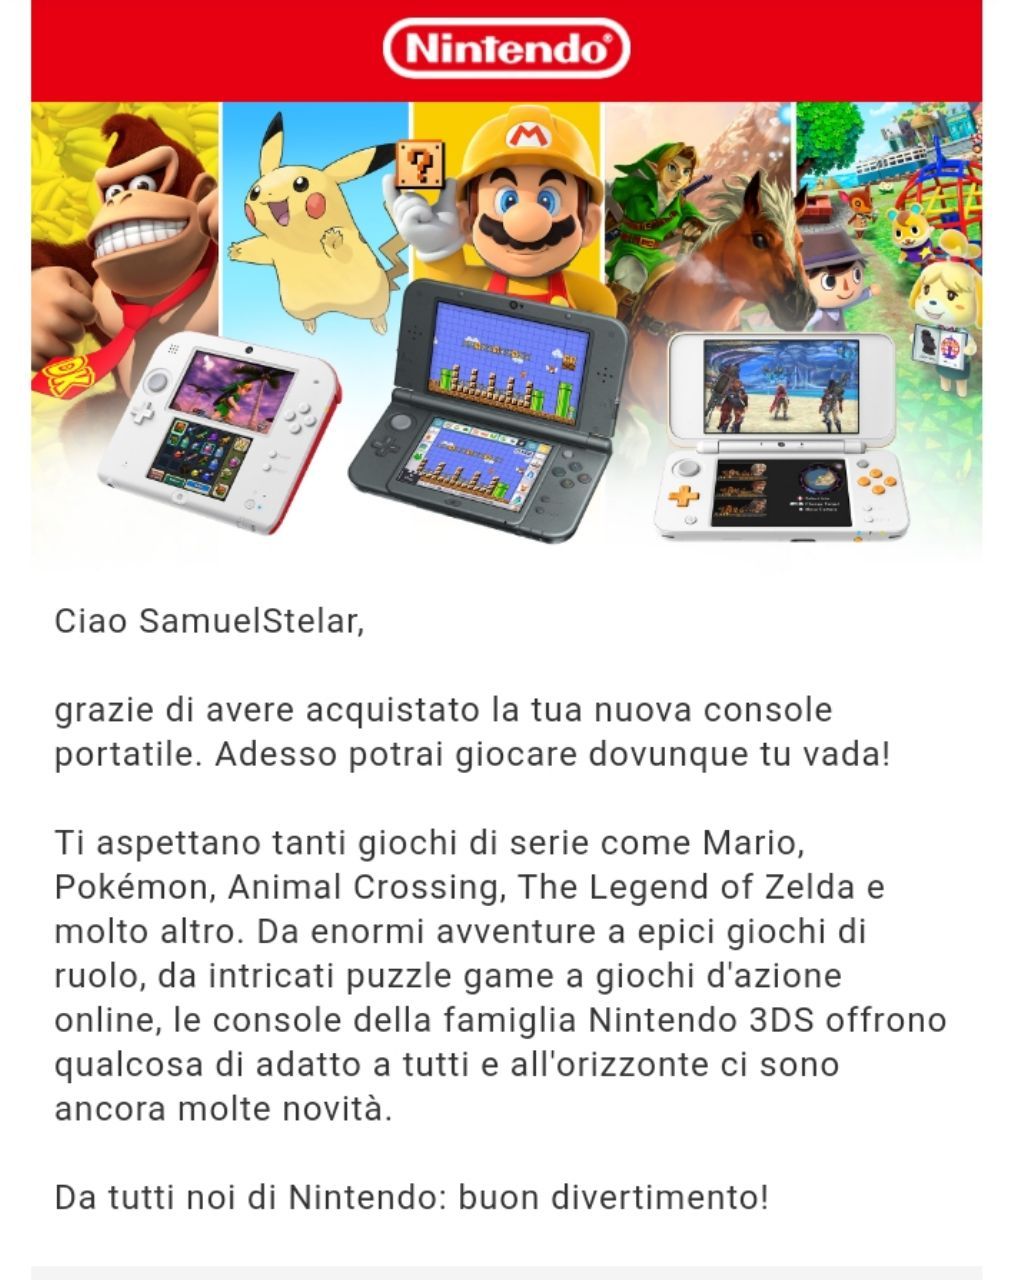 Nintendo®
?
M
DK
Ciao SamuelStelar,
grazie di avere acquistato la tua nuova console
portatile. Adesso potrai giocare dovunque tu vada!
Ti aspettano tanti giochi di serie come Mario,
Pokémon, Animal Crossing, The Legend of Zelda e
molto altro. Da enormi avventure a epici giochi di
ruolo, da intricati puzzle game a giochi d'azione
online, le console della famiglia Nintendo 3DS offrono
qualcosa di adatto a tutti e all'orizzonte ci sono
ancora molte novità.
Da tutti noi di Nintendo: buon divertimento!